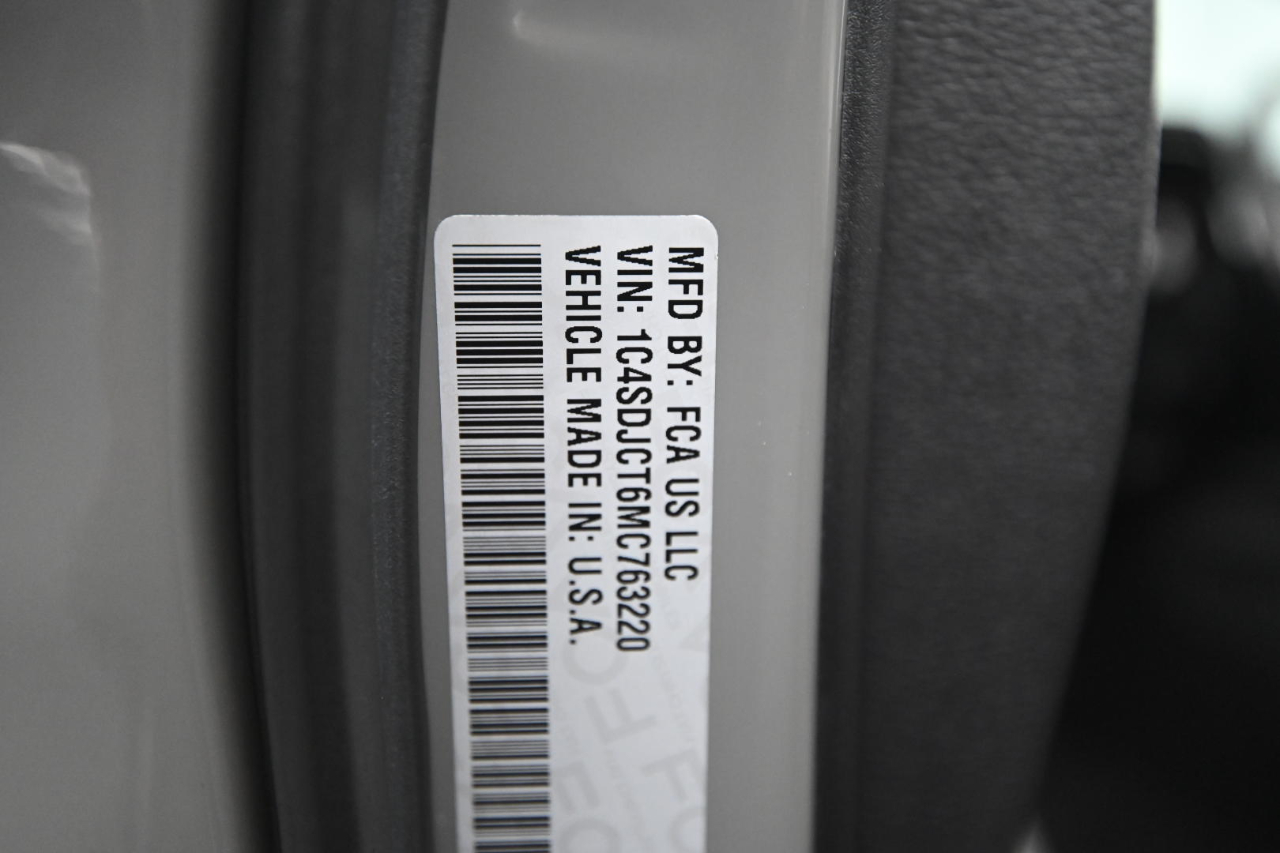 MFD BY: FCA US LLC
VIN: 1C4SDJCT6MC763220
VEHICLE MADE IN: U.S.A.